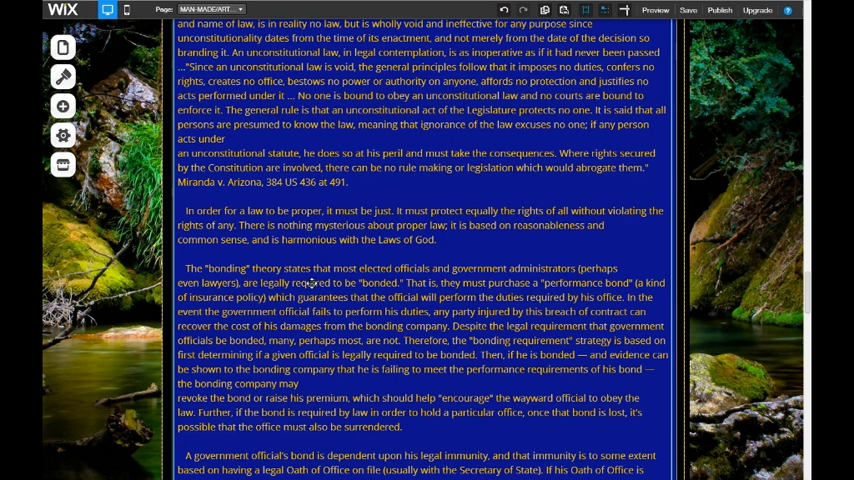 WiX
Page: MAN-MADE/ART...
Preview
Save
Publish
Upgrade
?
and name of law, is in reality no law, but is wholly void and ineffective for any purpose since
unconstitutionality dates from the time of its enactment, and not merely from the date of the decision so
branding it. An unconstitutional law, in legal contemplation, is as inoperative as if it had never been passed
..."Since an unconstitutional law is void, the general principles follow that it imposes no duties, confers no
rights, creates no office, bestows no power or authority on anyone, affords no protection and justifies no
acts performed under it ... No one is bound to obey an unconstitutional law and no courts are bound to
enforce it. The general rule is that an unconstitutional act of the Legislature protects no one. It is said that all
persons are presumed to know the law, meaning that ignorance of the law excuses no one; if any person
acts under
an unconstitutional statute, he does so at his peril and must take the consequences. Where rights secured
by the Constitution are involved, there can be no rule making or legislation which would abrogate them."
Miranda v. Arizona, 384 US 436 at 491.
In order for a law to be proper, it must be just. It must protect equally the rights of all without violating the
rights of any. There is nothing mysterious about proper law; it is based on reasonableness and
common sense, and is harmonious with the Laws of God.
The "bonding" theory states that most elected officials and government administrators (perhaps
even lawyers), are legally required to be "bonded." That is, they must purchase a "performance bond" (a kind
of insurance policy) which guarantees that the official will perform the duties required by his office. In the
event the government official fails to perform his duties, any party injured by this breach of contract can
recover the cost of his damages from the bonding company. Despite the legal requirement that government
officials be bonded, many, perhaps most, are not. Therefore, the "bonding requirement" strategy is based on
first determining if a given official is legally required to be bonded. Then, if he is bonded — and evidence can
be shown to the bonding company that he is failing to meet the performance requirements of his bond —
the bonding company may
revoke the bond or raise his premium, which should help "encourage" the wayward official to obey the
law. Further, if the bond is required by law in order to hold a particular office, once that bond is lost, it's
possible that the office must also be surrendered.
A government official's bond is dependent upon his legal immunity, and that immunity is to some extent
based on having a legal Oath of Office on file (usually with the Secretary of State). If his Oath of Office is